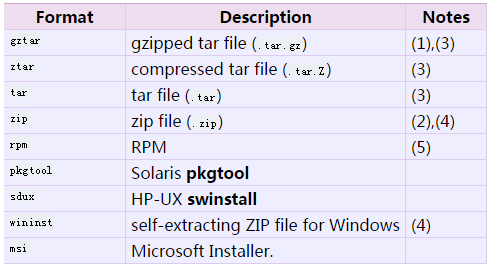 Format Description Notes
gztar gzipped tar file (.tar.gz) (1),(3)
ztar compressed tar file (.tar.Z) (3)
tar tar file (.tar) (3)
zip zip file (.zip) (2),(4)
rpm RPM (5)
pkgtool Solaris pkgtool
sdux HP-UX swinstall
wininst self-extracting ZIP file for Windows (4)
msi Microsoft Installer.